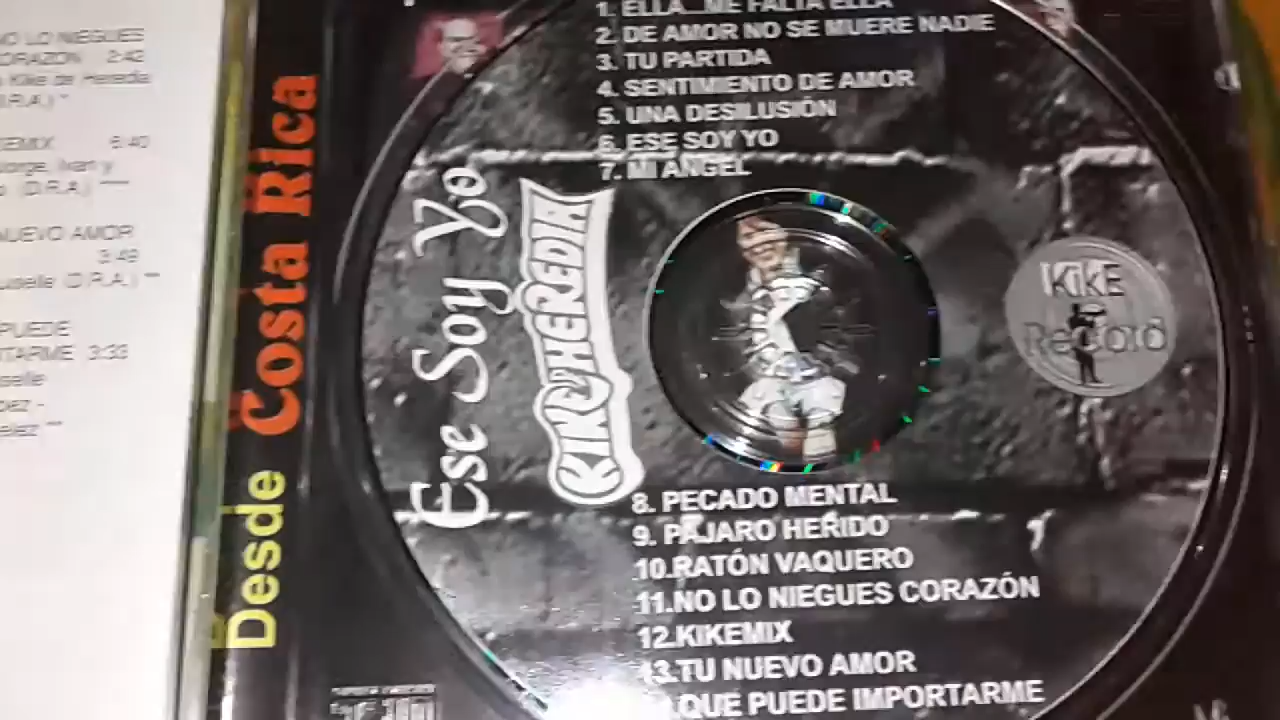 NO LO NIEGUES
CORAZON 2:42
Kike de Heredia
(D.R.A.) *
KIKEMIX 6:40
Jorge, Ivan y
(D.R.A.) ***
NUEVO AMOR
3:49
(D.R.A.) **
PUEDE
IMPORTARME 3:33
Desde Costa Rica
1. ELLA...ME FALTA ELLA
2. DE AMOR NO SE MUERE NADIE
3. TU PARTIDA
4. SENTIMIENTO DE AMOR
5. UNA DESILUSIÓN
6. ESE SOY YO
7. MI ANGEL
Ese Soy Yo
HEREDIA
K
KikE
Record
8. PECADO MENTAL
9. PAJARO HERIDO
10.RATÓN VAQUERO
11.NO LO NIEGUES CORAZÓN
12.KIKEMIX
13.TU NUEVO AMOR
QUE PUEDE IMPORTARME